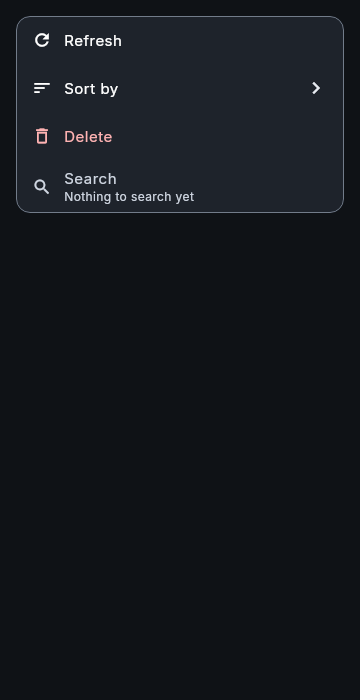 Refresh
Sort by
Delete
Search
Nothing to search yet